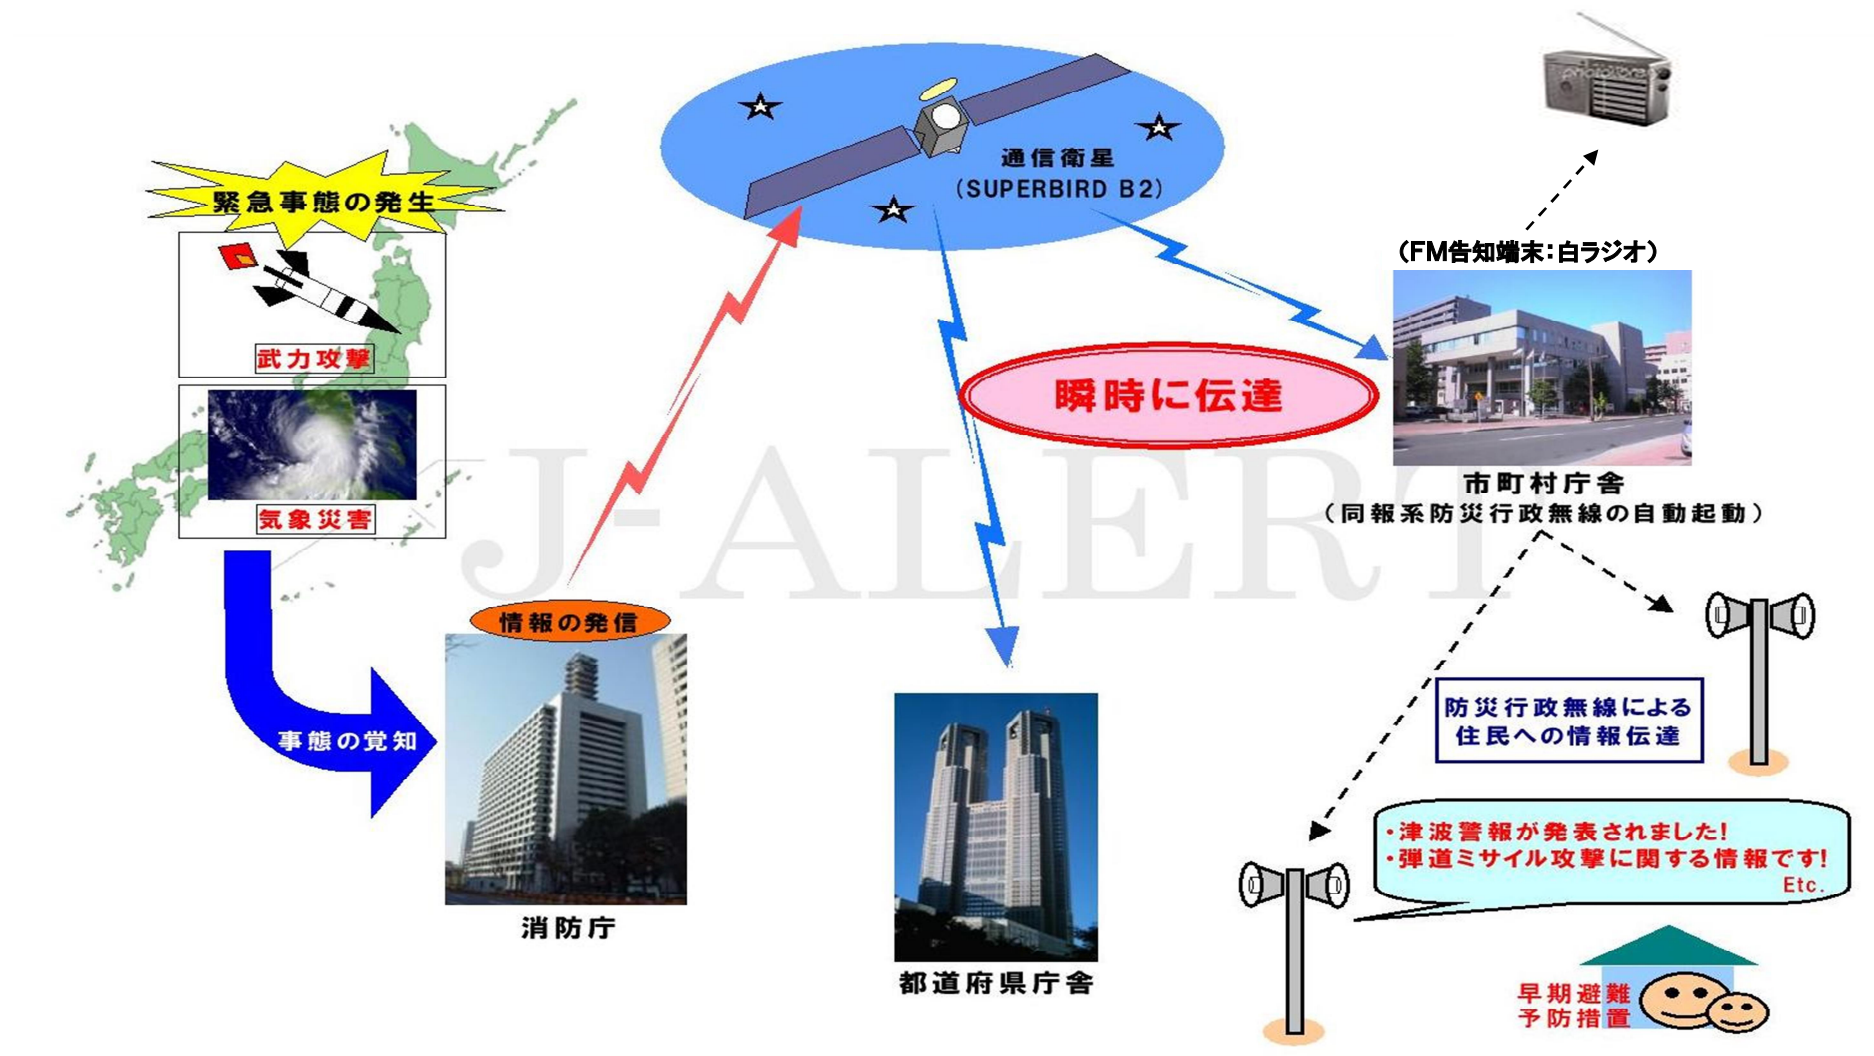 緊急事態の発生
武力攻撃
気象災害
事態の覚知
情報の発信
消防庁
通信衛星
（SUPERBIRD B2）
瞬時に伝達
都道府県庁舎
（FM告知端末：白ラジオ）
市町村庁舎
（同報系防災行政無線の自動起動）
防災行政無線による
住民への情報伝達
・津波警報が発表されました！
・弾道ミサイル攻撃に関する情報です！
Etc.
早期避難
予防措置
J-ALERT